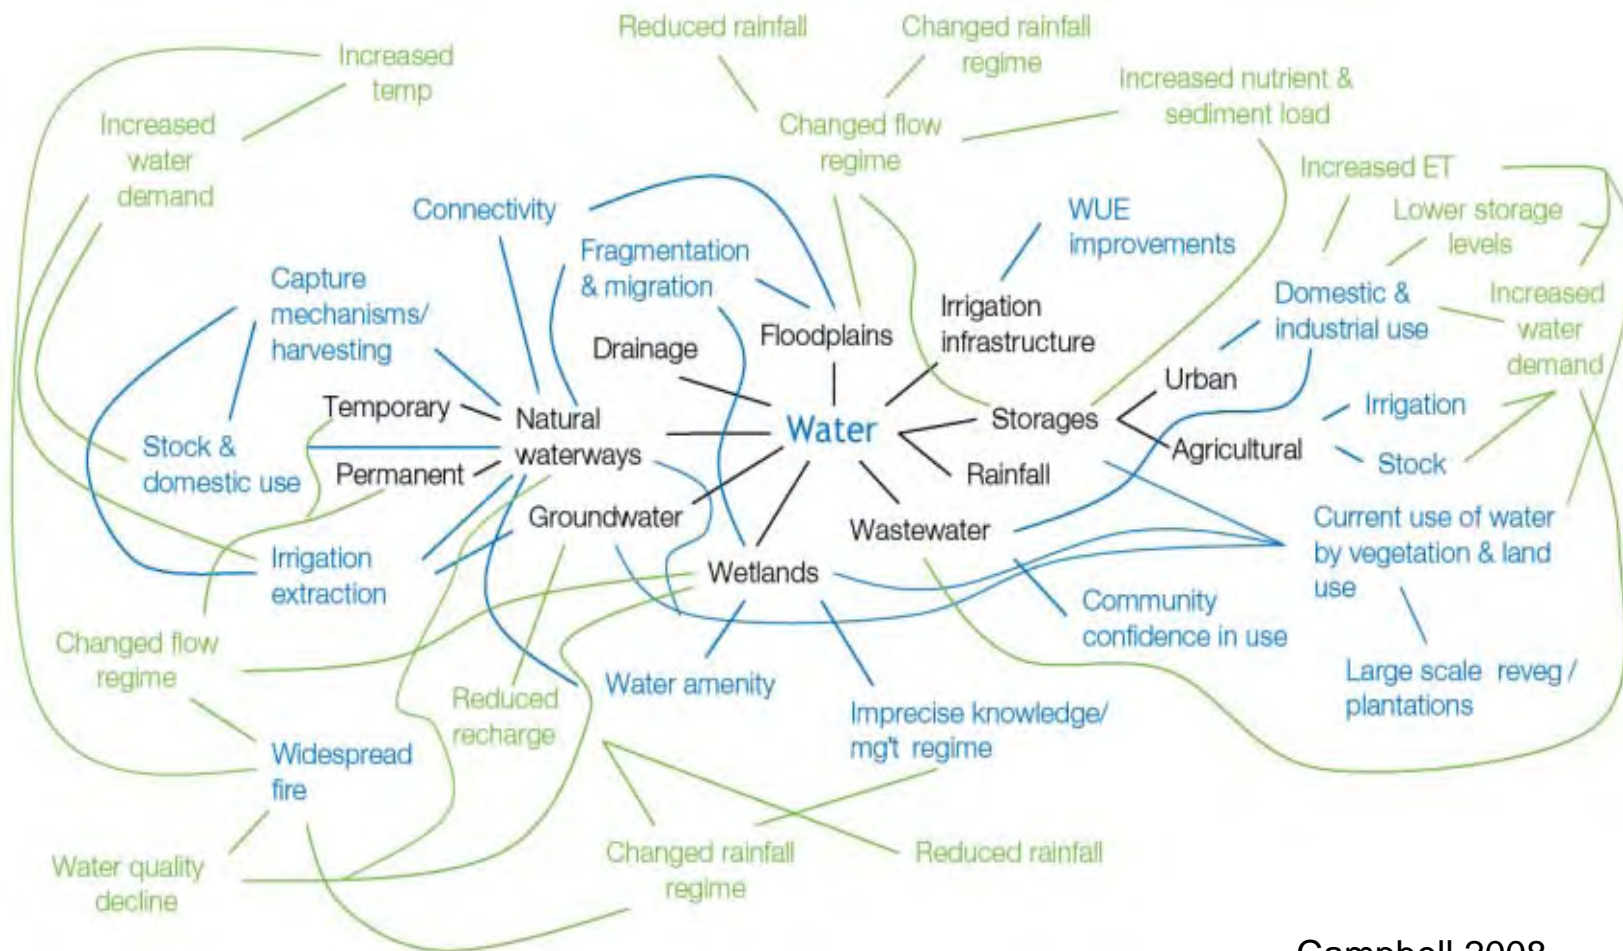 Reduced rainfall
Changed rainfall
regime
Increased
temp
Increased nutrient &
sediment load
Increased
water
demand
Changed flow
regime
Increased ET
Lower storage
levels
Connectivity
WUE
improvements
Fragmentation
& migration
Capture
mechanisms/
harvesting
Domestic &
industrial use
Increased
water
demand
Irrigation
infrastructure
Floodplains
Drainage
Urban
Temporary
Natural
waterways
Water
Storages
Irrigation
Stock &
domestic use
Permanent
Agricultural
Stock
Rainfall
Groundwater
Wastewater
Current use of water
by vegetation & land
use
Irrigation
extraction
Wetlands
Community
confidence in use
Changed flow
regime
Reduced
recharge
Water amenity
Large scale reveg /
plantations
Imprecise knowledge/
mg't regime
Widespread
fire
Water quality
decline
Changed rainfall
regime
Reduced rainfall
Campbell 2008